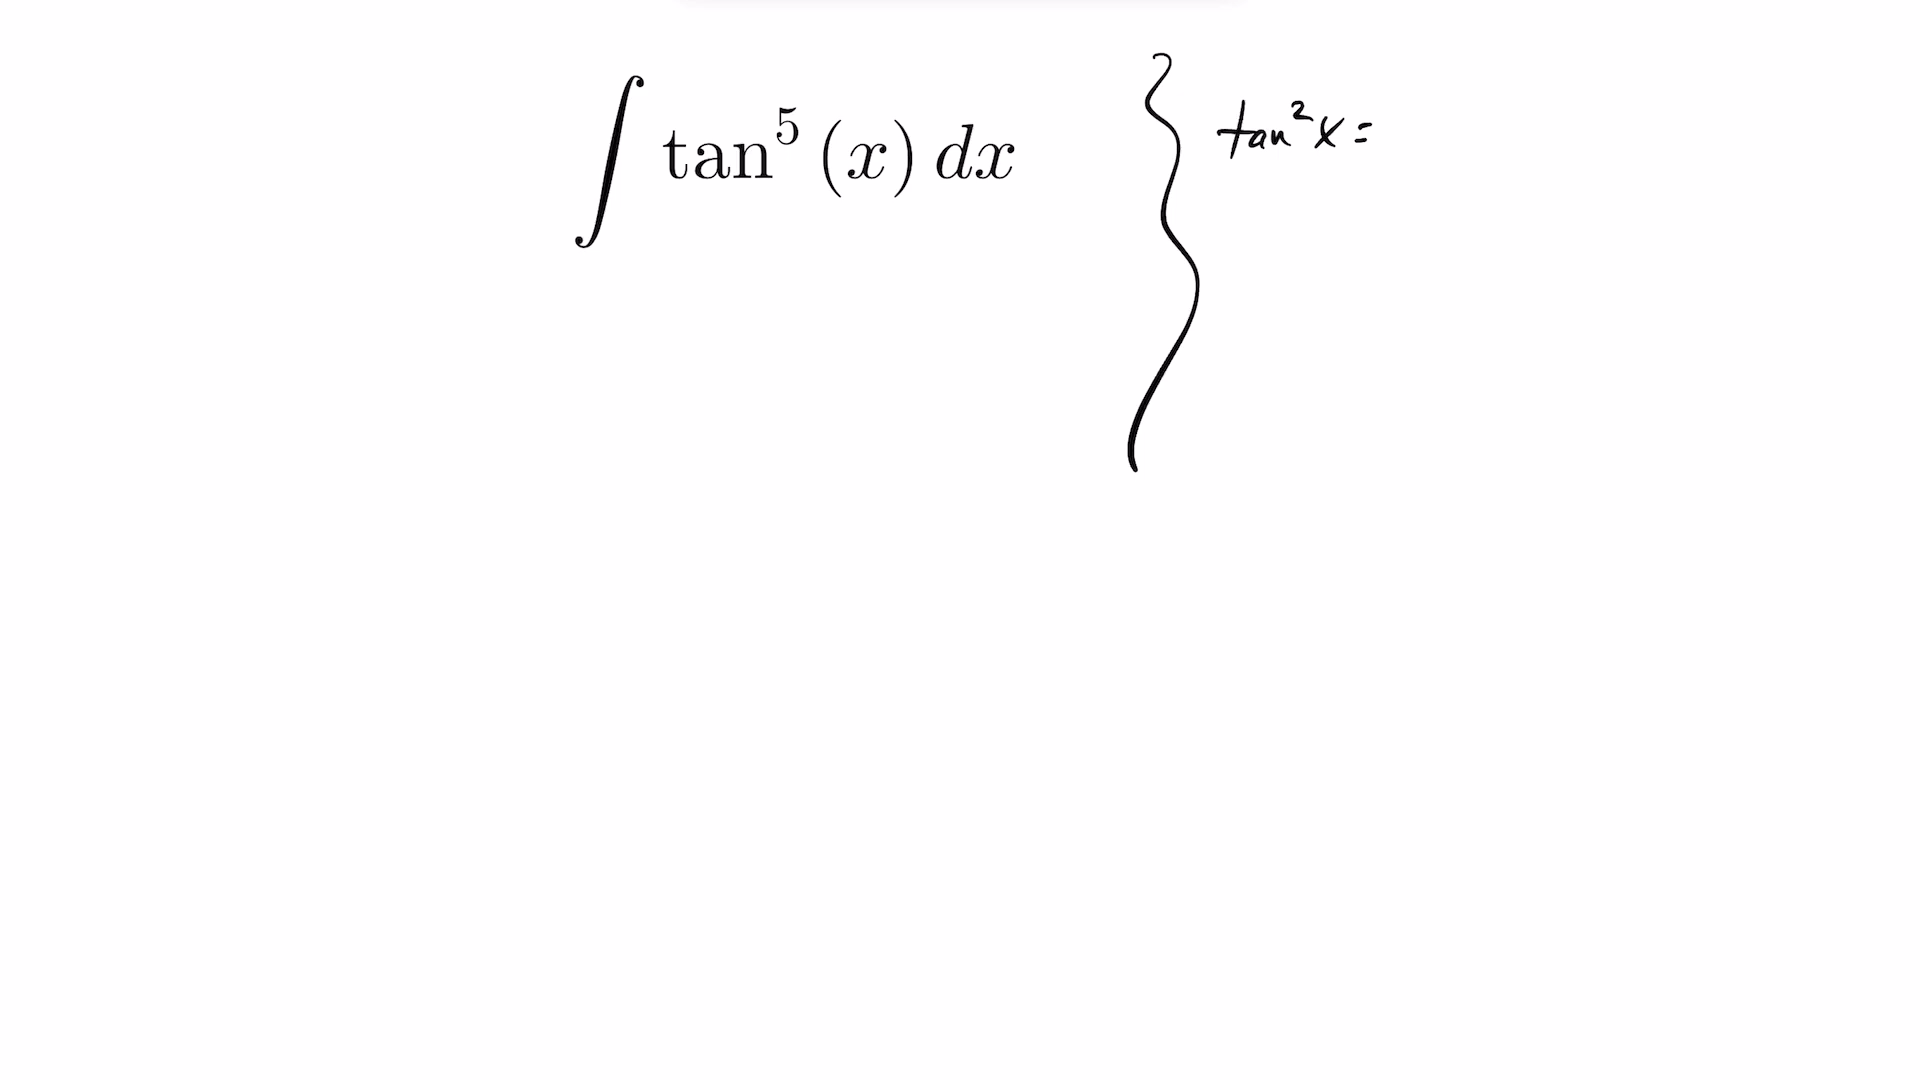 ∫ tan⁵ (x) dx
tan²x =